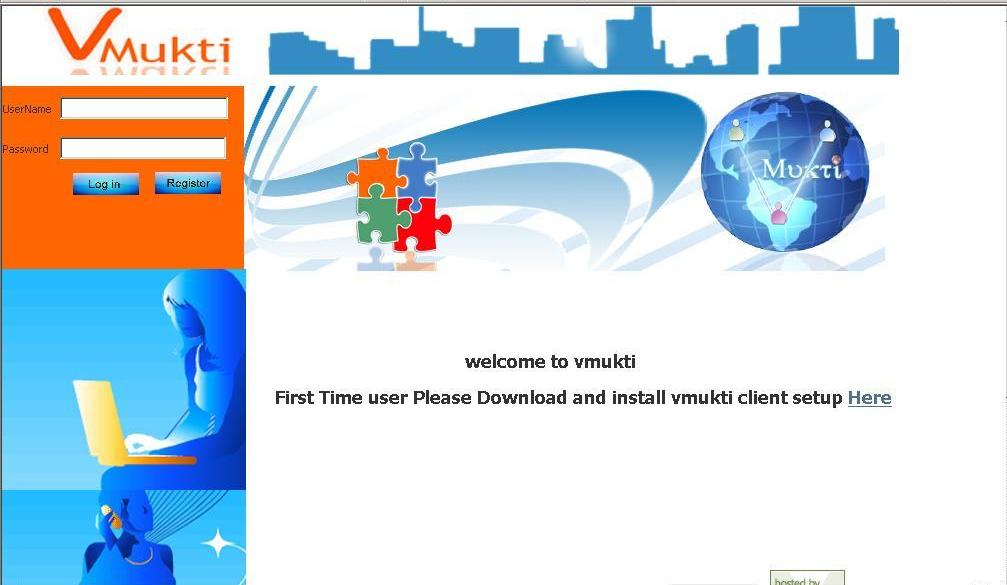 VMukti
UserName
Password
Log in
Register
Mukti
welcome to vmukti
First Time user Please Download and install vmukti client setup Here
hosted by